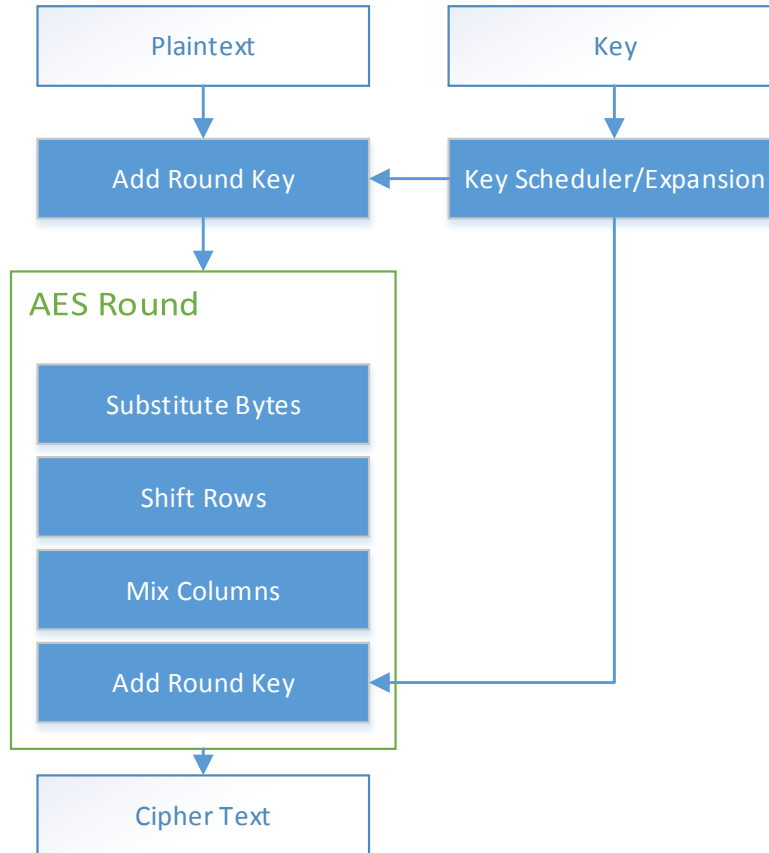 Plaintext
Key
Add Round Key
Key Scheduler/Expansion
AES Round
Substitute Bytes
Shift Rows
Mix Columns
Add Round Key
Cipher Text